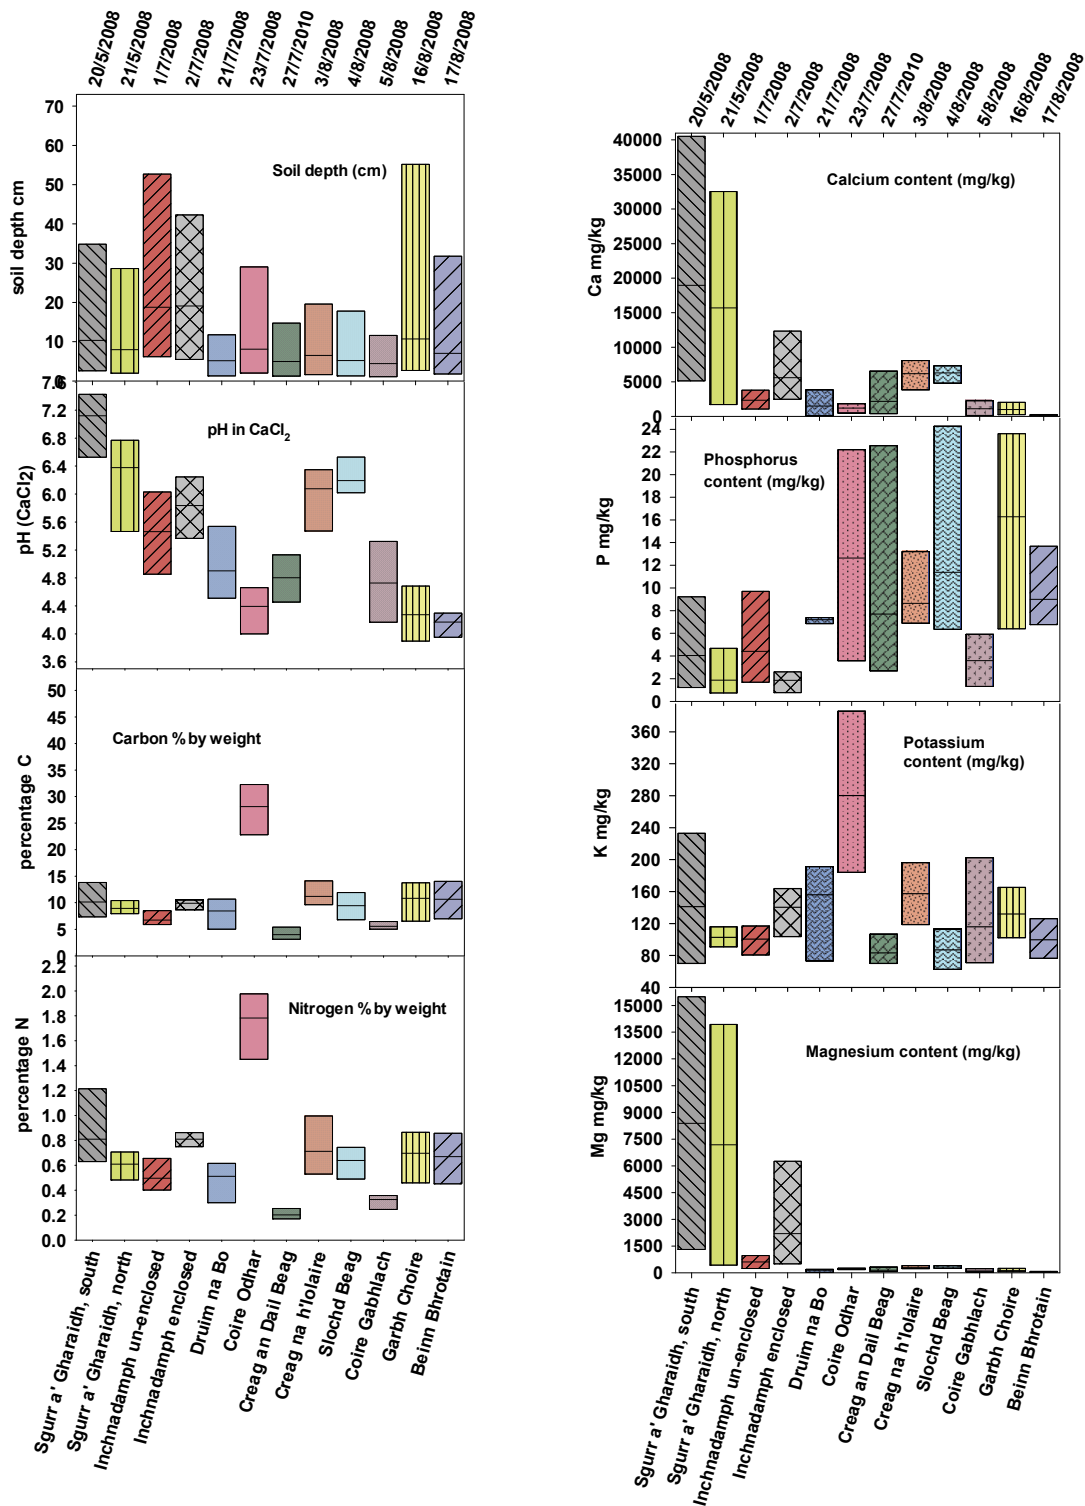 20/5/2008
21/5/2008
1/7/2008
2/7/2008
21/7/2008
23/7/2008
27/7/2010
3/8/2008
4/8/2008
5/8/2008
16/8/2008
17/8/2008
soil depth cm
70
60
50
40
30
20
10
7.0
Soil depth (cm)
pH (CaCl2)
7.6
7.2
6.8
6.4
6.0
5.6
5.2
4.8
4.4
4.0
3.6
pH in CaCl2
percentage C
50
45
40
35
30
25
20
15
10
5
0
Carbon % by weight
percentage N
2.2
2.0
1.8
1.6
1.4
1.2
1.0
0.8
0.6
0.4
0.2
0.0
Nitrogen % by weight
Sgurr a' Gharaidh, south
Sgurr a' Gharaidh, north
Inchnadamph un-enclosed
Inchnadamph enclosed
Druim na Bo
Coire Odhar
Creag an Dail Beag
Creag na h'Iolaire
Slochd Beag
Coire Gabhlach
Garbh Choire
Beinn Bhrotain
20/5/2008
21/5/2008
1/7/2008
2/7/2008
21/7/2008
23/7/2008
27/7/2010
3/8/2008
4/8/2008
5/8/2008
16/8/2008
17/8/2008
Ca mg/kg
40000
35000
30000
25000
20000
15000
10000
5000
0
Calcium content (mg/kg)
P mg/kg
24
22
20
18
16
14
12
10
8
6
4
2
0
Phosphorus
content (mg/kg)
K mg/kg
360
320
280
240
200
160
120
80
40
Potassium
content (mg/kg)
Mg mg/kg
15000
13500
12000
10500
9000
7500
6000
4500
3000
1500
0
Magnesium content (mg/kg)
Sgurr a' Gharaidh, south
Sgurr a' Gharaidh, north
Inchnadamph un-enclosed
Inchnadamph enclosed
Druim na Bo
Coire Odhar
Creag an Dail Beag
Creag na h'Iolaire
Slochd Beag
Coire Gabhlach
Garbh Choire
Beinn Bhrotain